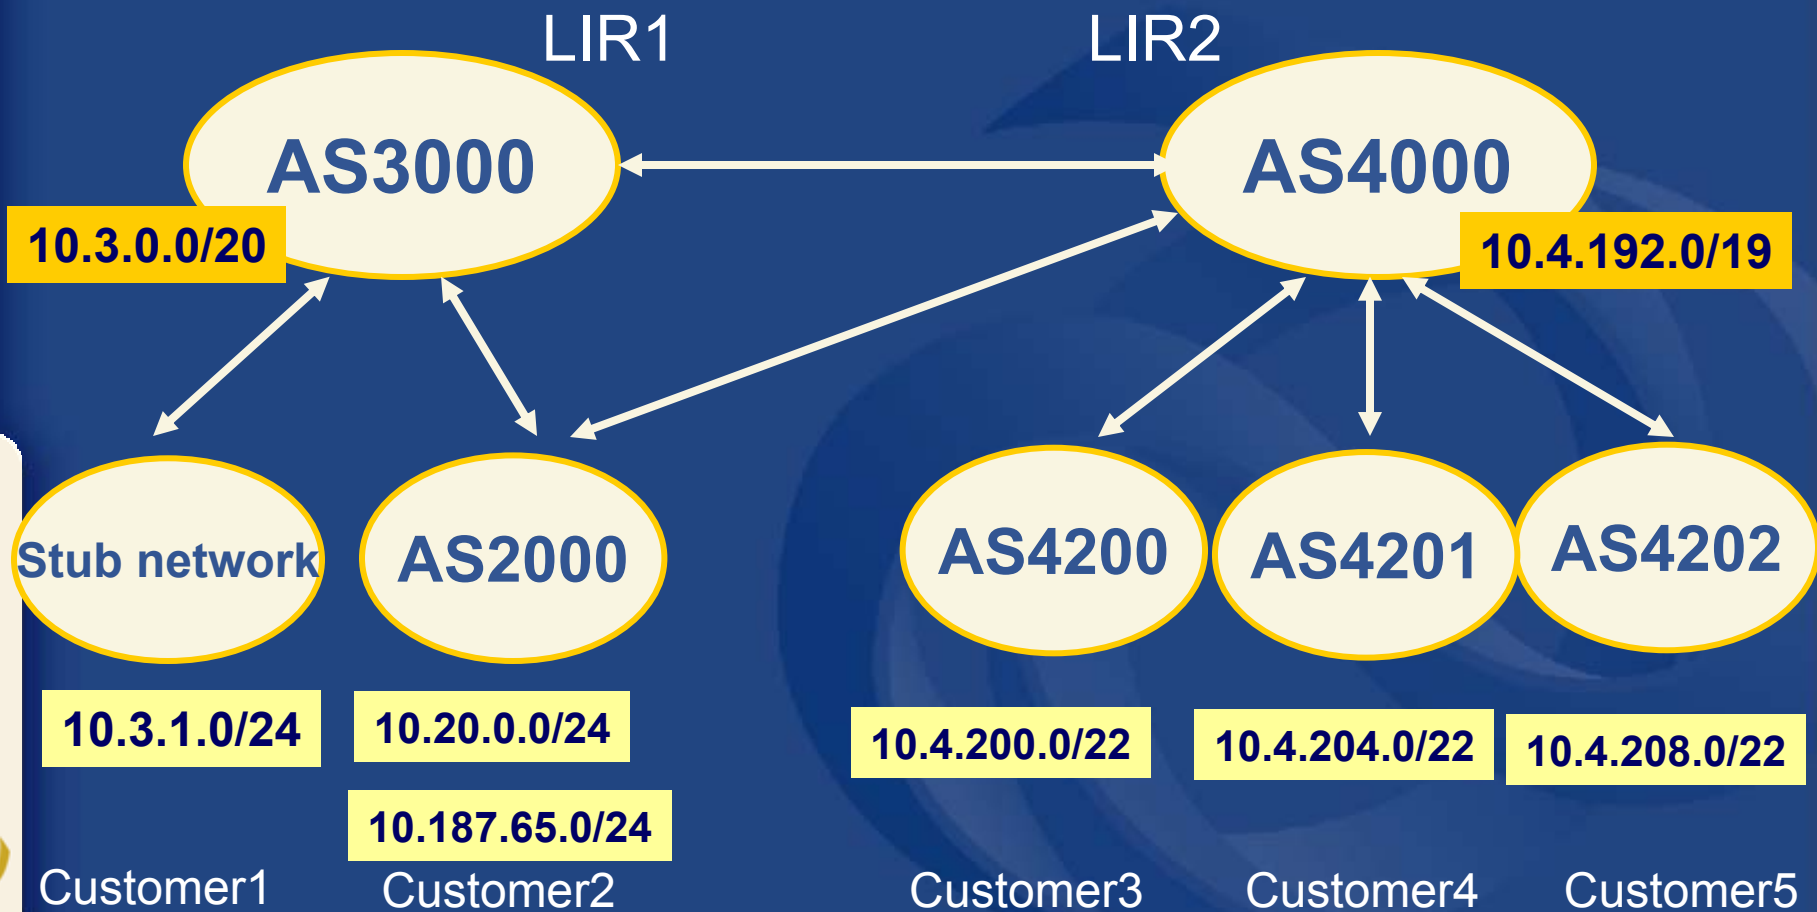 LIR1
LIR2
AS3000
AS4000
10.3.0.0/20
10.4.192.0/19
Stub network
AS2000
AS4200
AS4201
AS4202
10.3.1.0/24
10.20.0.0/24
10.4.200.0/22
10.4.204.0/22
10.4.208.0/22
10.187.65.0/24
Customer1
Customer2
Customer3
Customer4
Customer5